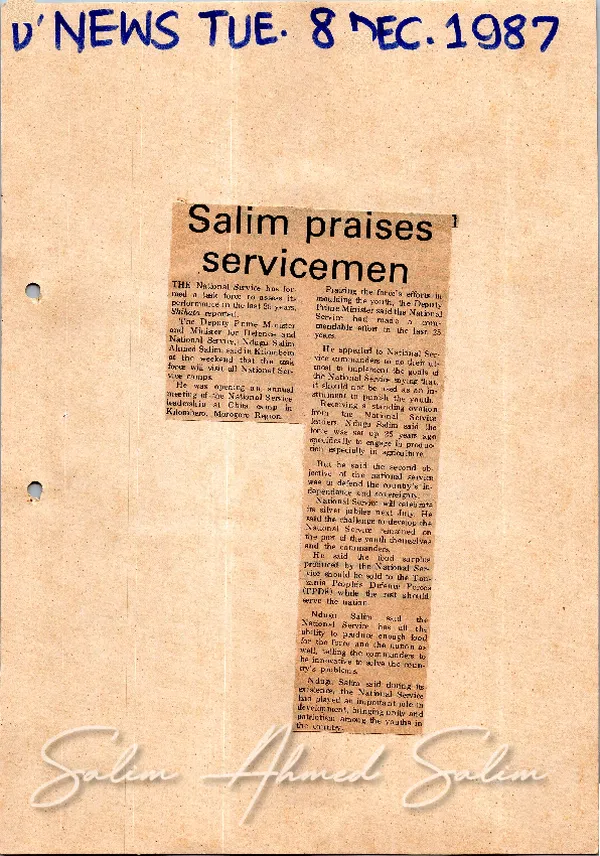 D'NEWS TUE. 8 DEC. 1987
Salim praises
servicemen
THE National Service has for-
med a task force to assess its
performance in the last 25 years,
Shihata reported.
The Deputy Prime Minister
and Minister for Defence and
National Service, Ndugu Salim
Ahmed Salim, said in Kilombero
at the weekend that the task
force will visit all National Ser-
vice camps.
He was opening an annual
meeting of the National Service
leadership at Chita camp in
Kilombero, Morogoro Region.
Praising the force's efforts in
moulding the youth, the Deputy
Prime Minister said the National
Service had made a com-
mendable effort in the last 25
years.
He appealed to National Ser-
vice commanders to do their ut-
most to implement the goals of
the National Service saying that,
it should not be used as an in-
strument to punish the youth.
Receiving a standing ovation
from the National Service
leaders, Ndugu Salim said the
force was set up 25 years ago
specifically to engage in produc-
tion especially in agriculture.
But he said the second ob-
jective of the national service
was to defend the country's in-
dependence and sovereignty.
National Service will celebrate
its silver jubilee next July. He
said the challenge to develop the
National Service remained on
the part of the youth themselves
and the commanders.
He said the food surplus
produced by the National Ser-
vice should be sold to the Tan-
zania People's Defence Forces
(TPDF) while the rest should
serve the nation.
Ndugu Salim said the
National Service has all the
ability to produce enough food
for the force and the nation as
well, telling the commanders to
be innovative to solve the coun-
try's problems.
Ndugu Salim said during its
existence, the National Service
had played an important role in
development, bringing unity and
patriotism among the youths in
the country.
Salim Ahmed Salim